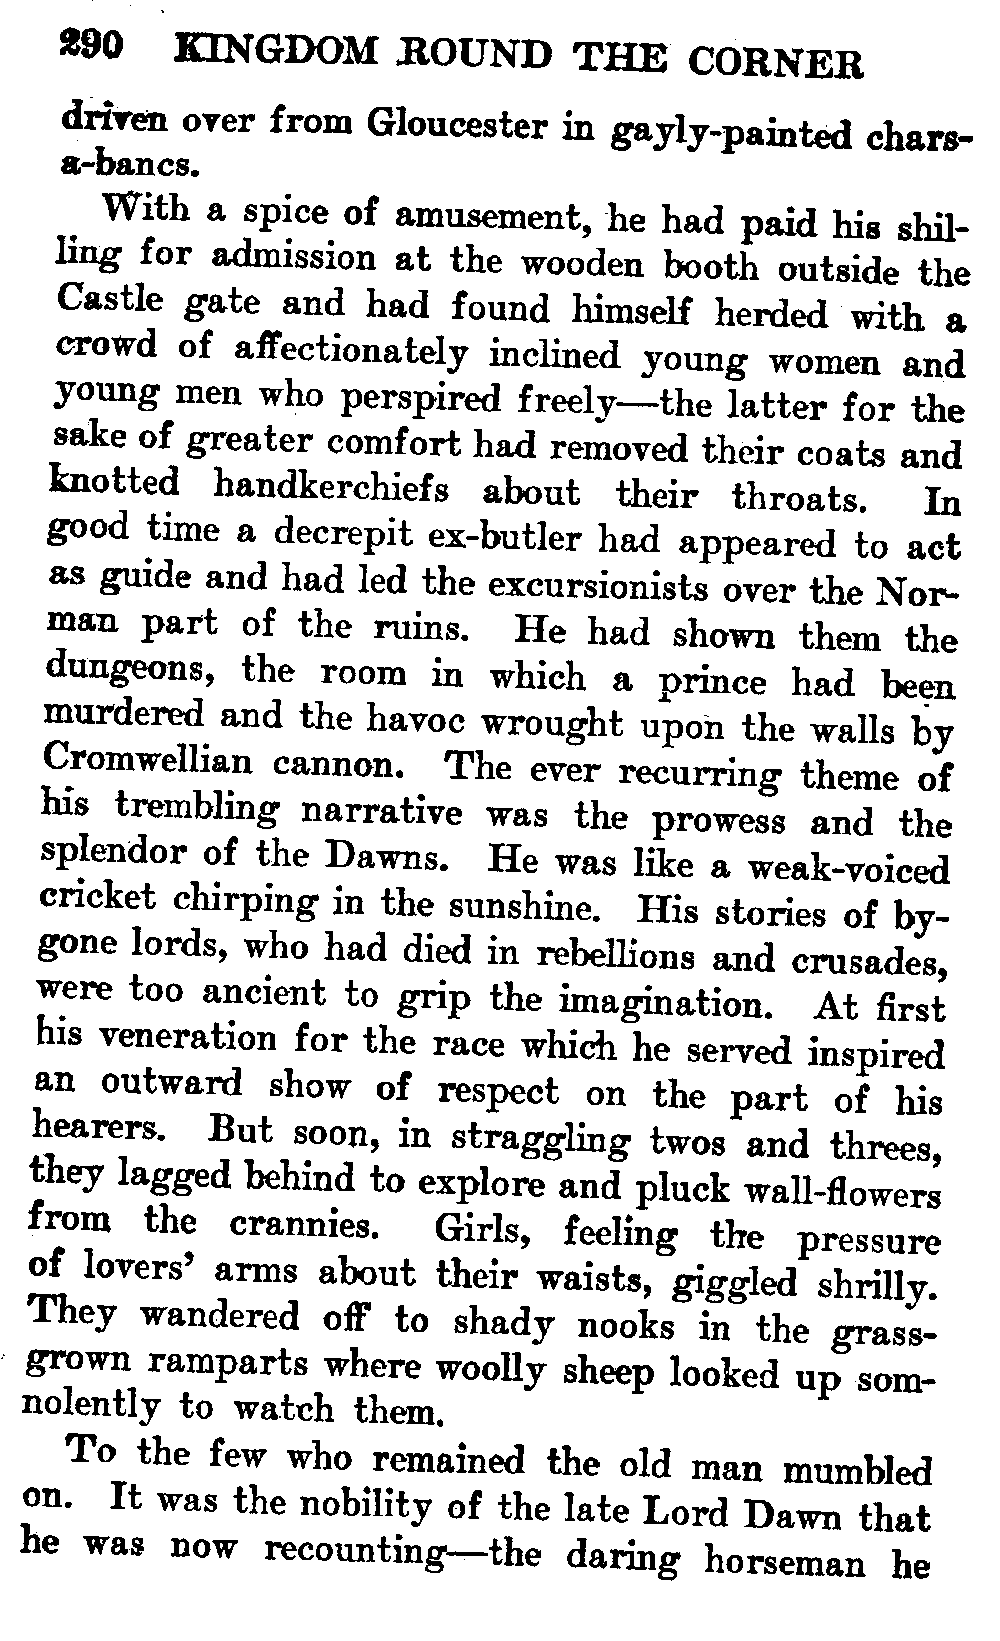 290 KINGDOM ROUND THE CORNER
driven over from Gloucester in gayly-painted chars-
a-bancs.
With a spice of amusement, he had paid his shil-
ling for admission at the wooden booth outside the
Castle gate and had found himself herded with a
crowd of affectionately inclined young women and
young men who perspired freely—the latter for the
sake of greater comfort had removed their coats and
knotted handkerchiefs about their throats. In
good time a decrepit ex-butler had appeared to act
as guide and had led the excursionists over the Nor-
man part of the ruins. He had shown them the
dungeons, the room in which a prince had been
murdered and the havoc wrought upon the walls by
Cromwellian cannon. The ever recurring theme of
his trembling narrative was the prowess and the
splendor of the Dawns. He was like a weak-voiced
cricket chirping in the sunshine. His stories of by-
gone lords, who had died in rebellions and crusades,
were too ancient to grip the imagination. At first
his veneration for the race which he served inspired
an outward show of respect on the part of his
hearers. But soon, in straggling twos and threes,
they lagged behind to explore and pluck wall-flowers
from the crannies. Girls, feeling the pressure
of lovers’ arms about their waists, giggled shrilly.
They wandered off to shady nooks in the grass-
grown ramparts where woolly sheep looked up som-
nolently to watch them.
To the few who remained the old man mumbled
on. It was the nobility of the late Lord Dawn that
he was now recounting—the daring horseman he